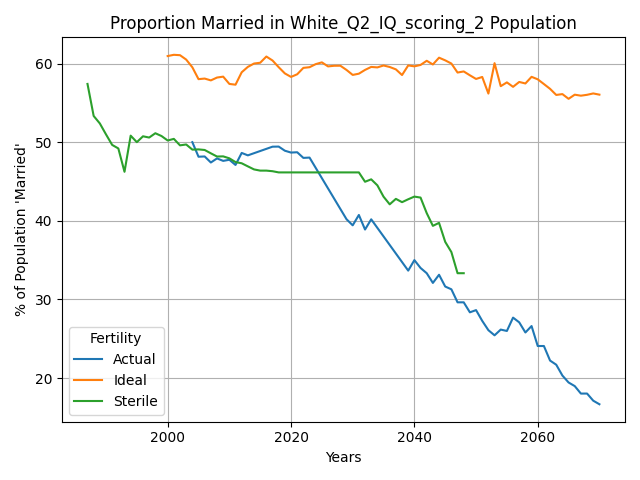 Proportion Married in White_Q2_IQ_scoring_2 Population
% of Population 'Married'
60
50
40
30
20
Fertility
Actual
Ideal
Sterile
2000 2020 2040 2060
Years